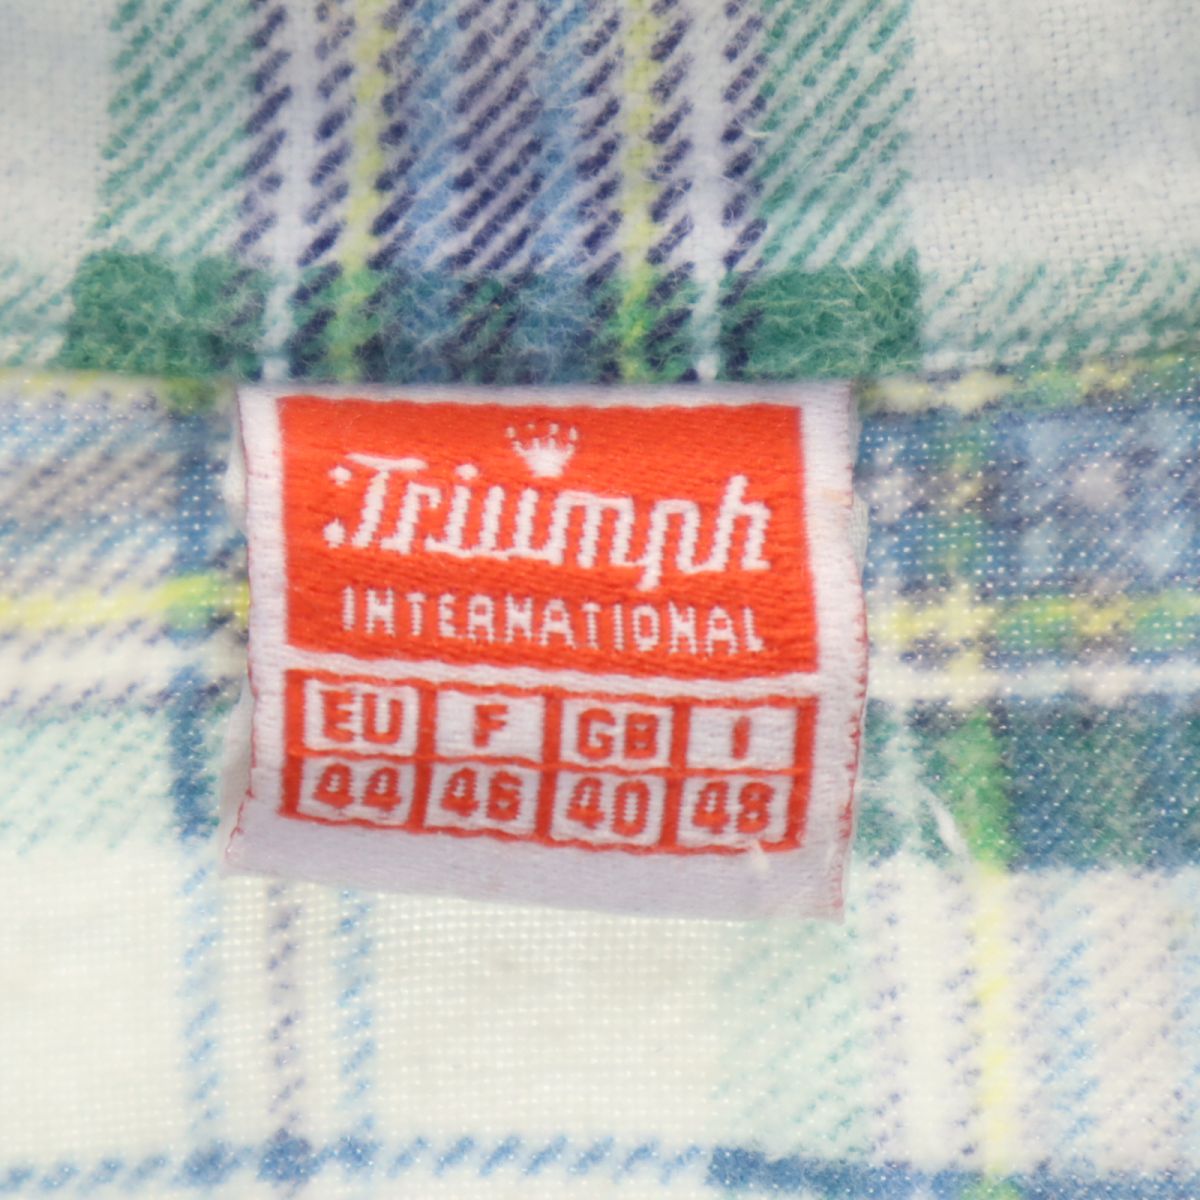 Triumph
INTERNATIONAL
EU F GB I
44 46 40 48